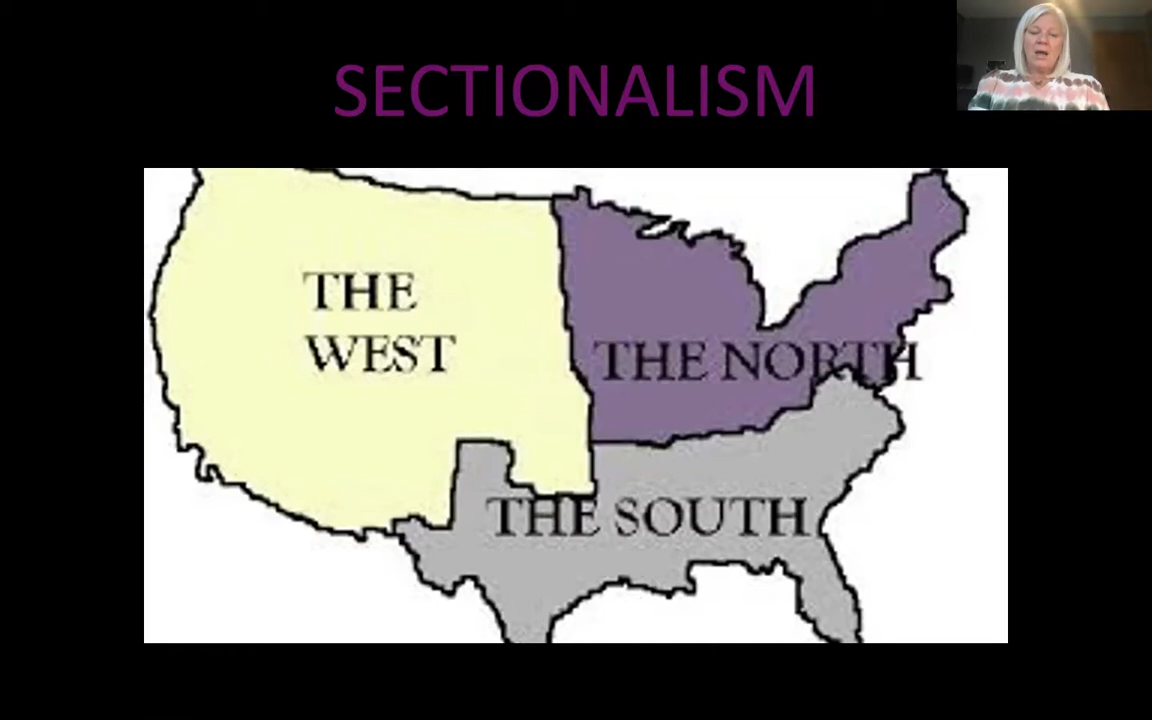 SECTIONALISM
THE
WEST
THE NORTH
THE SOUTH